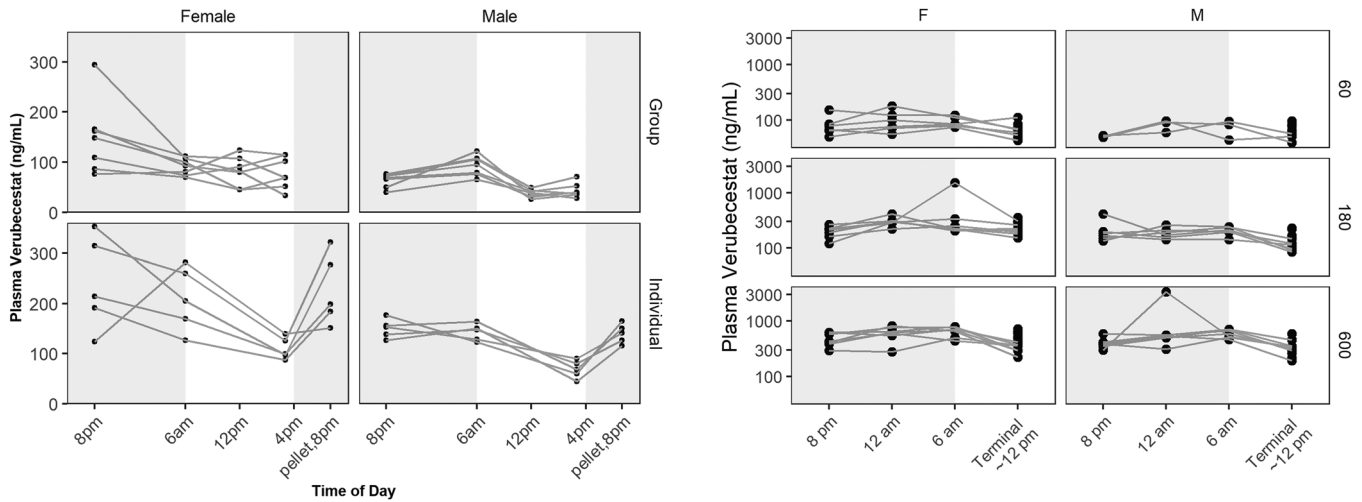 Female
Male
Plasma Verubecestat (ng/mL)
300
200
100
0
Group
300
200
100
0
Individual
8pm
6am
12pm
4pm
pellet,8pm
8pm
6am
12pm
4pm
pellet,8pm
Time of Day
F
M
Plasma Verubecestat (ng/mL)
3000
1000
300
100
60
3000
1000
300
100
180
3000
1000
300
100
600
8 pm
12 am
6 am
Terminal
~12 pm
8 pm
12 am
6 am
Terminal
~12 pm